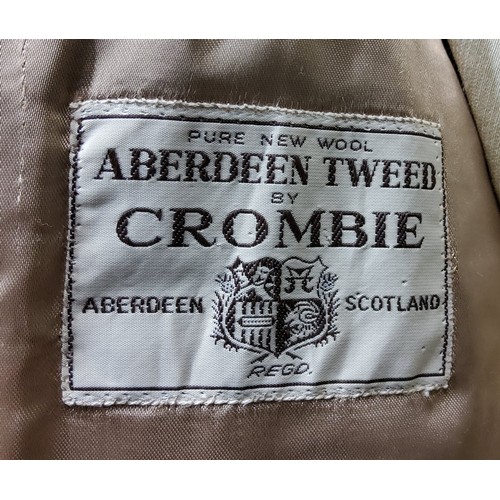 PURE NEW WOOL
ABERDEEN TWEED
BY
CROMBIE
ABERDEEN SCOTLAND
REGD.